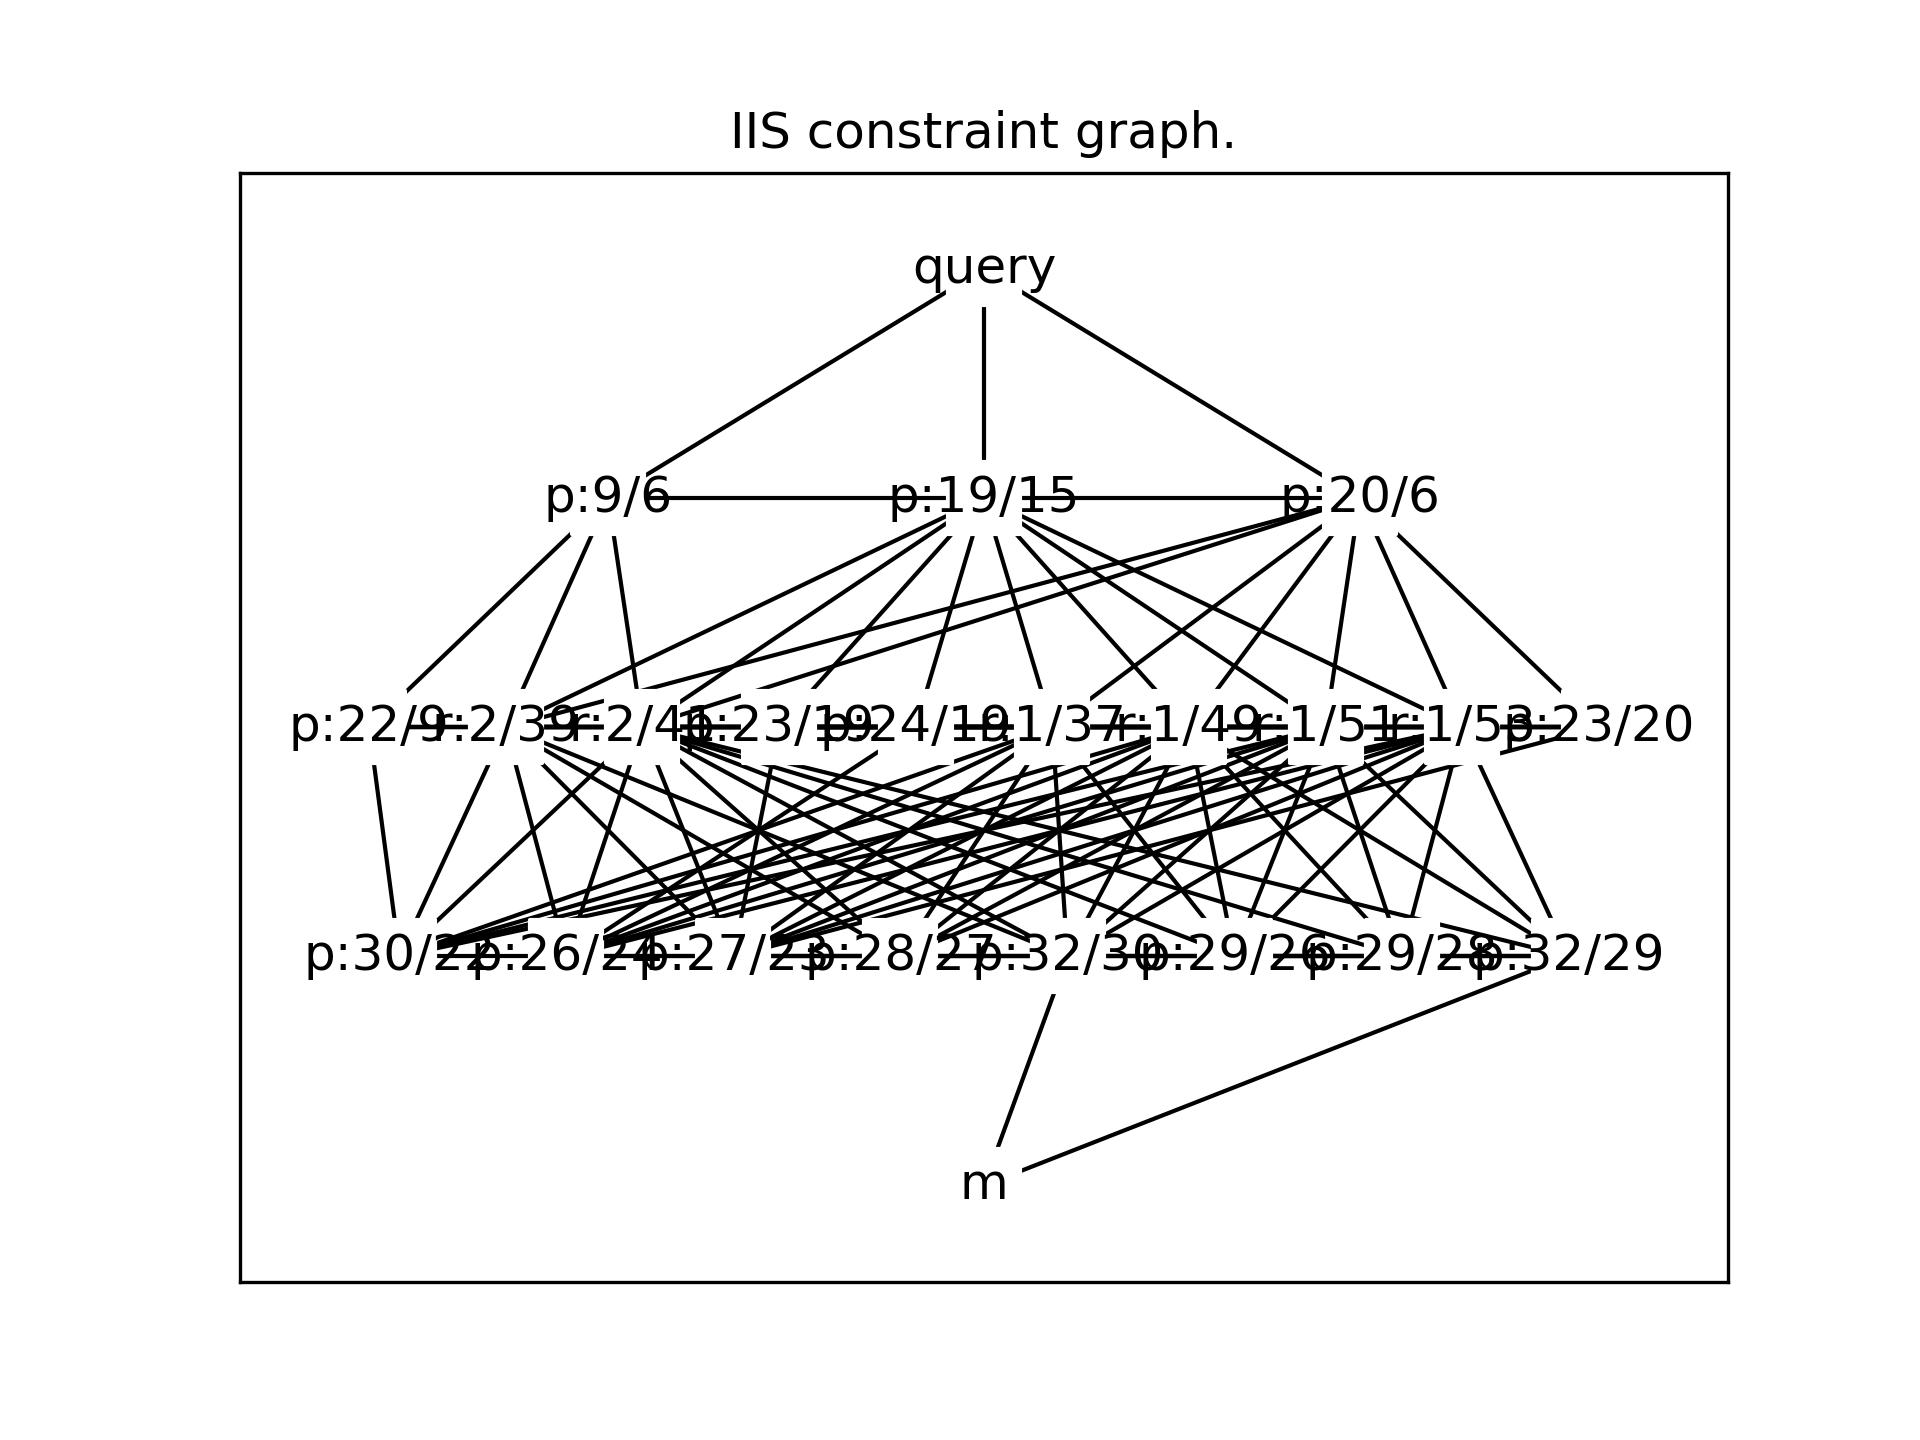 IIS constraint graph.
query
p:9/6 p:19/15 p:20/6
p:22/9 r:2/39 r:2/41 p:23/19 p:24/19 r:1/37 r:1/49 r:1/51 r:1/53 p:23/20
p:30/22 p:26/24 p:27/23 p:28/27 p:32/30 p:29/26 p:29/28 p:32/29
m